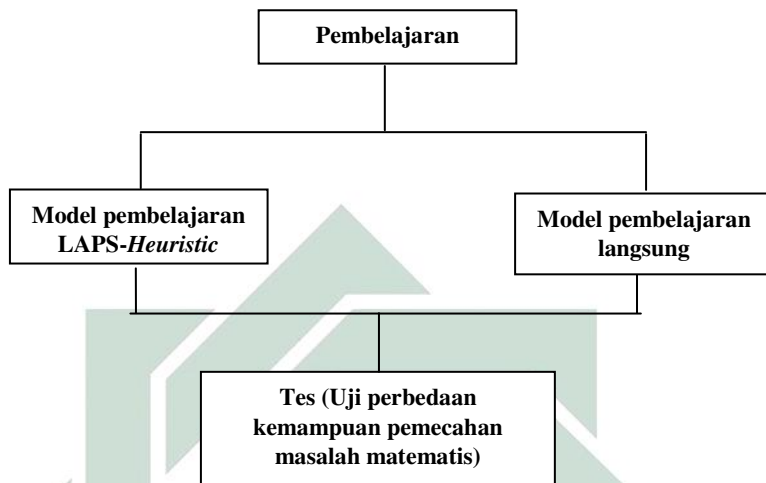 Pembelajaran
Model pembelajaran
LAPS-Heuristic
Model pembelajaran
langsung
Tes (Uji perbedaan
kemampuan pemecahan
masalah matematis)